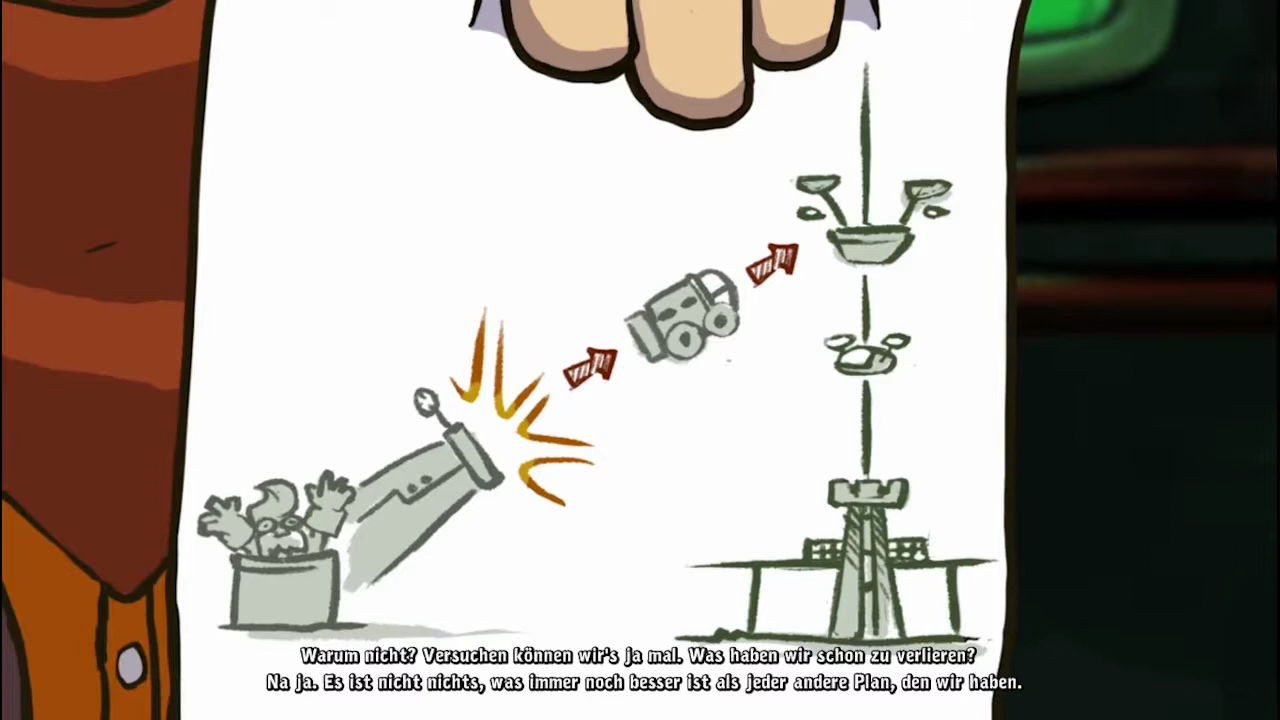 Warum nicht? Versuchen können wir's ja mal. Was haben wir schon zu verlieren?
Na ja. Es ist nicht nichts, was immer noch besser ist als jeder andere Plan, den wir haben.